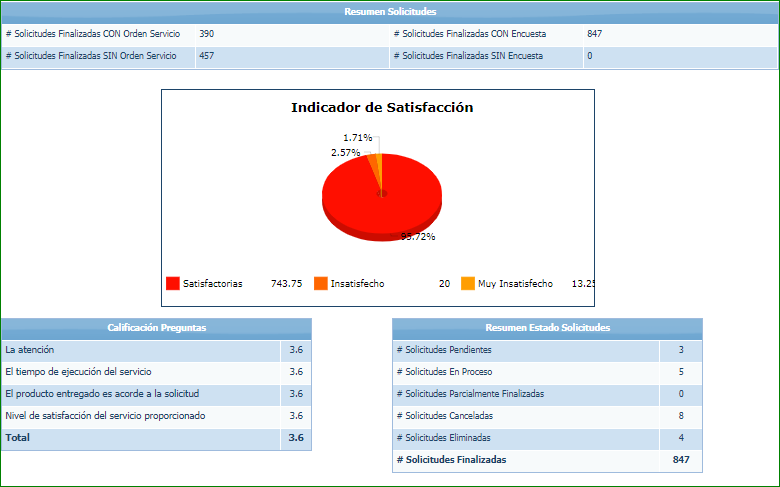 Resumen Solicitudes
# Solicitudes Finalizadas CON Orden Servicio 390 # Solicitudes Finalizadas CON Encuesta 847
# Solicitudes Finalizadas SIN Orden Servicio 457 # Solicitudes Finalizadas SIN Encuesta 0
Indicador de Satisfacción
1.71%
2.57%
95.72%
Satisfactorias 743.75 Insatisfecho 20 Muy Insatisfecho 13.25
Calificación Preguntas
La atención 3.6
El tiempo de ejecución del servicio 3.6
El producto entregado es acorde a la solicitud 3.6
Nivel de satisfacción del servicio proporcionado 3.6
Total 3.6
Resumen Estado Solicitudes
# Solicitudes Pendientes 3
# Solicitudes En Proceso 5
# Solicitudes Parcialmente Finalizadas 0
# Solicitudes Canceladas 8
# Solicitudes Eliminadas 4
# Solicitudes Finalizadas 847